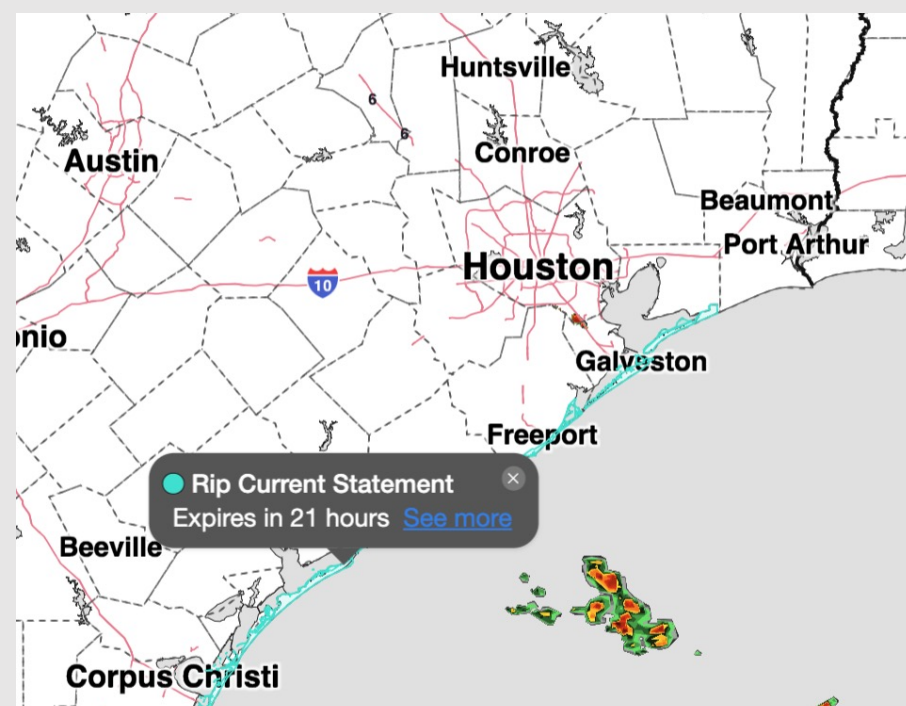 Huntsville
6
6
Conroe
Austin
Beaumont
Port Arthur
Houston
10
onio
Galveston
Freeport
Rip Current Statement
Expires in 21 hours See more
Beeville
Corpus Christi